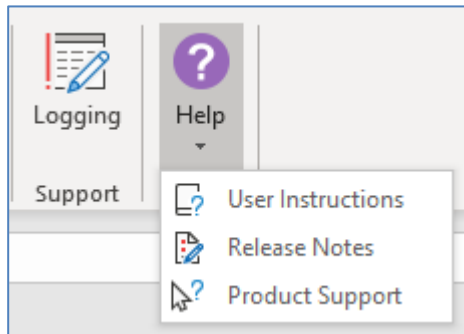 Logging
Help
Support
User Instructions
Release Notes
Product Support